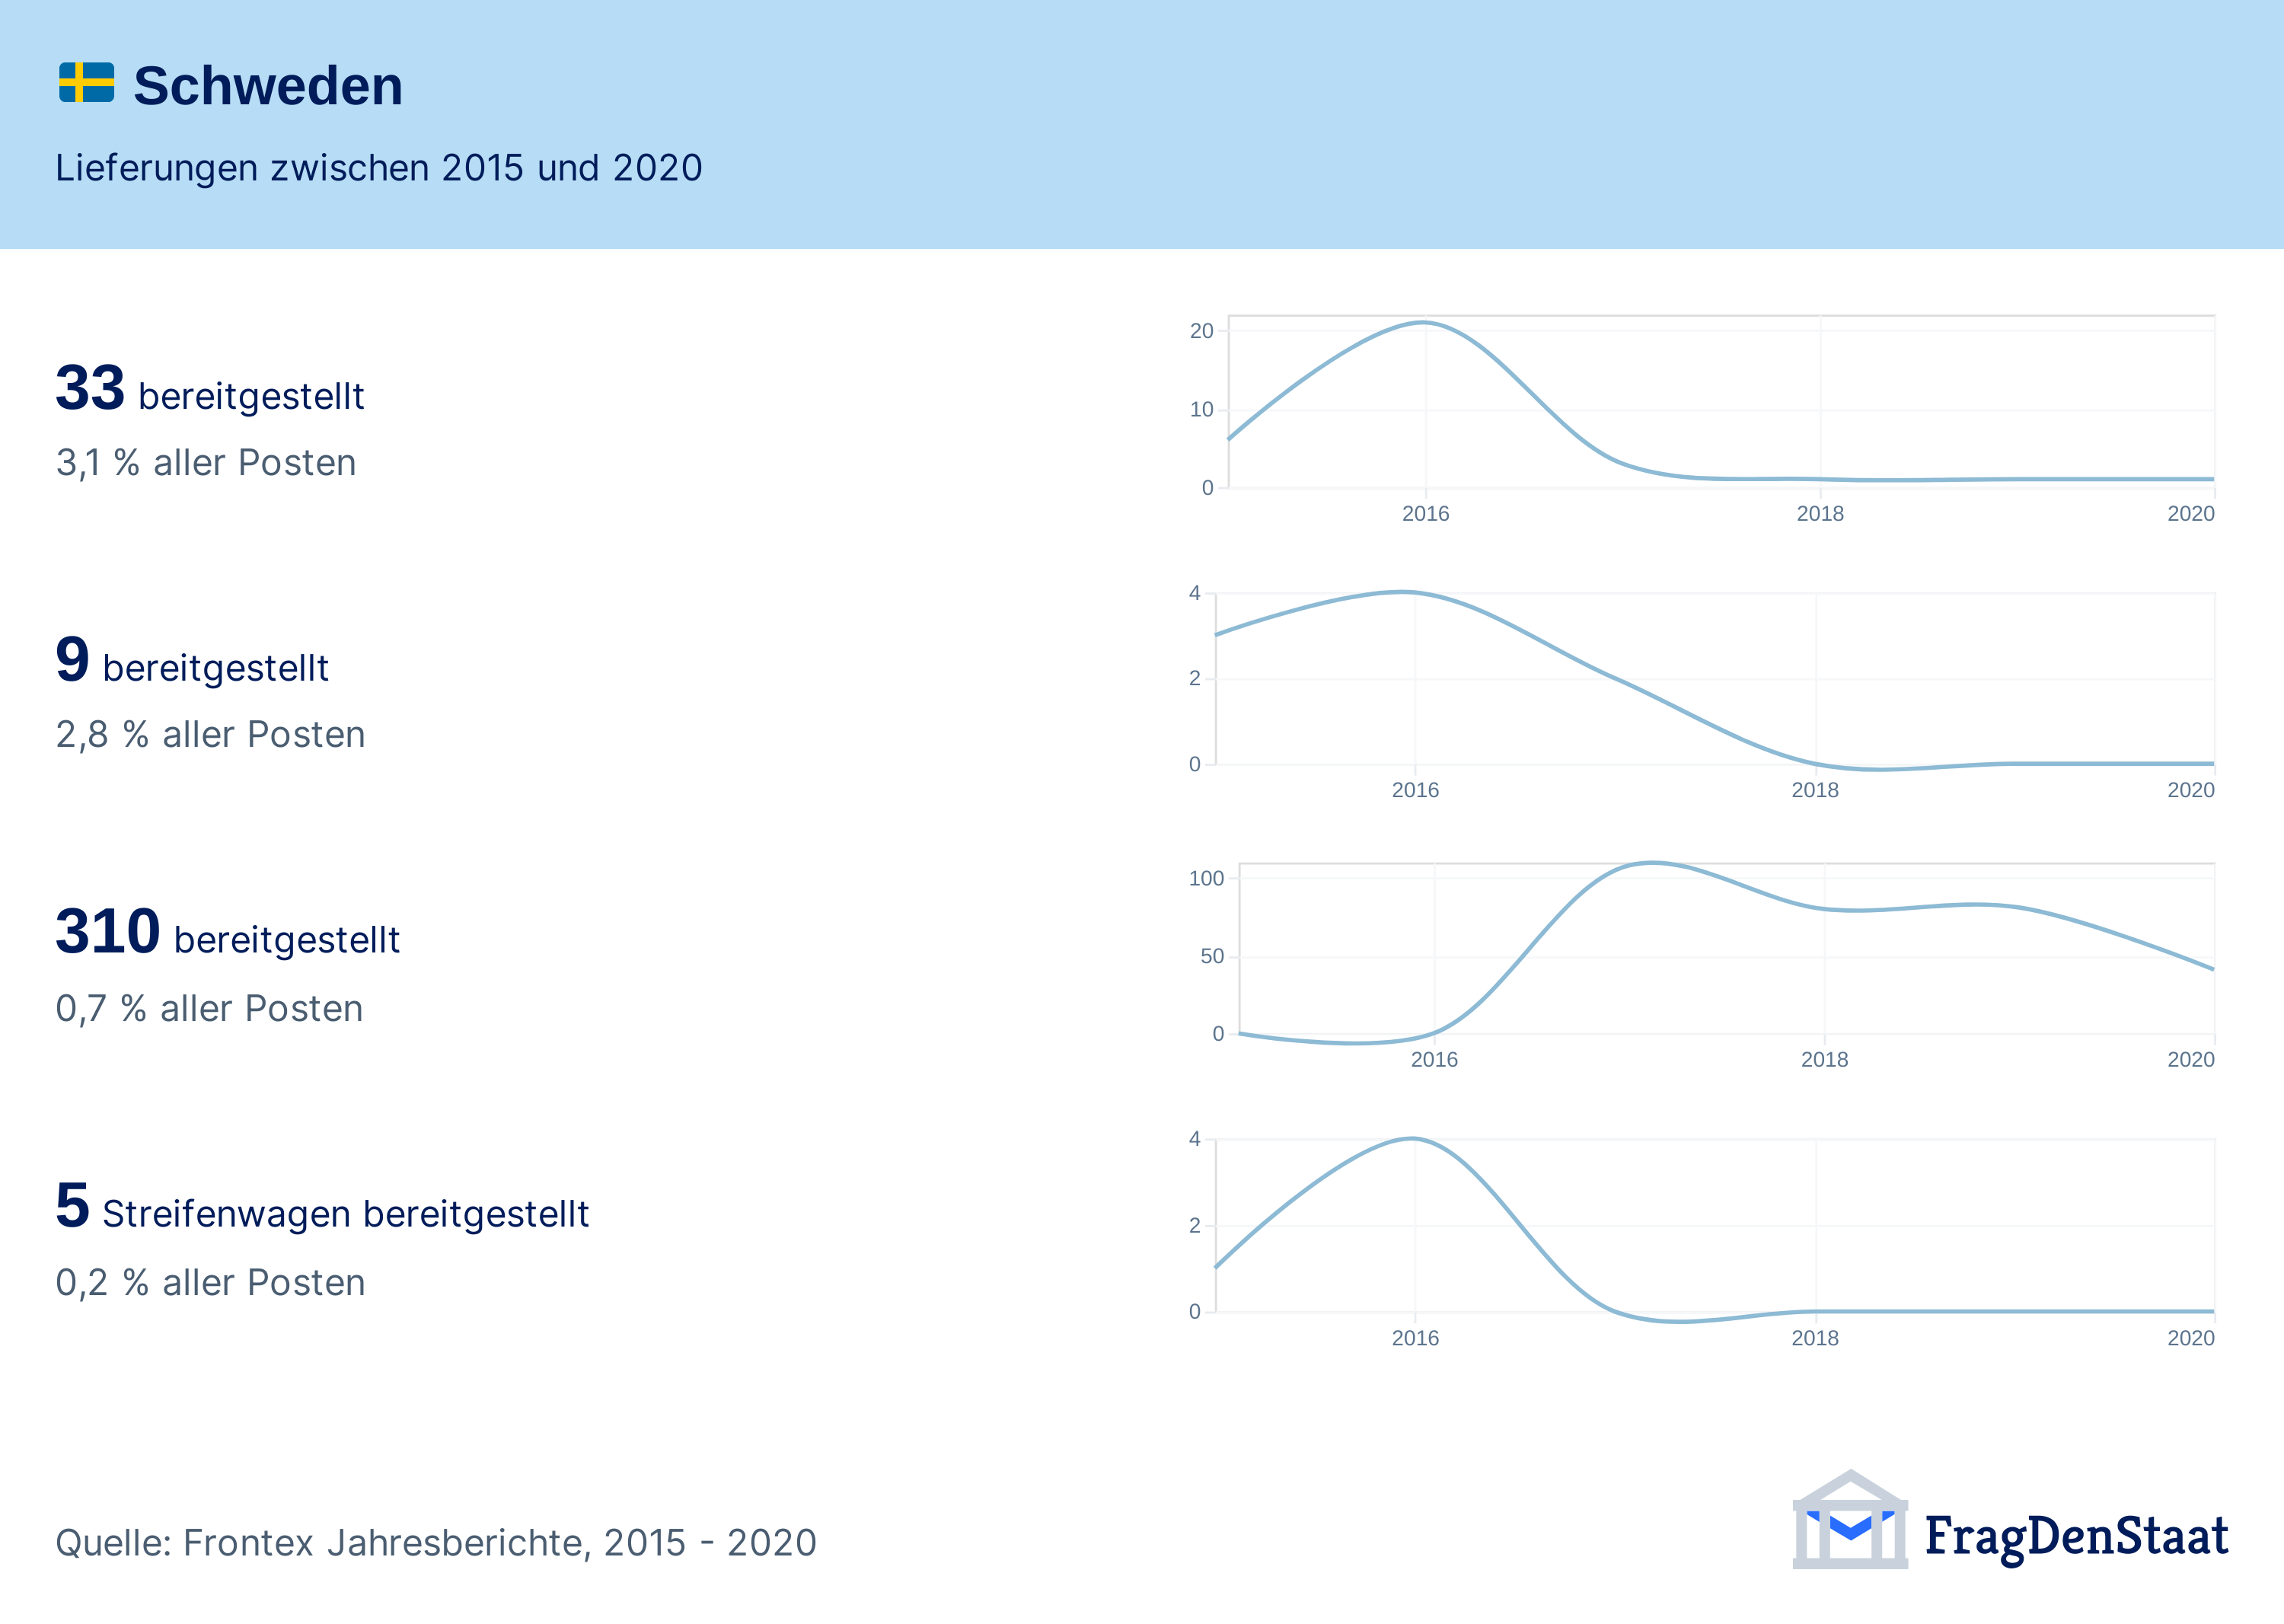 Schweden
Lieferungen zwischen 2015 und 2020
33 bereitgestellt
3,1 % aller Posten
20
10
0
2016
2018
2020
9 bereitgestellt
2,8 % aller Posten
4
2
0
2016
2018
2020
310 bereitgestellt
0,7 % aller Posten
100
50
0
2016
2018
2020
5 Streifenwagen bereitgestellt
0,2 % aller Posten
4
2
0
2016
2018
2020
Quelle: Frontex Jahresberichte, 2015 - 2020
FragDenStaat